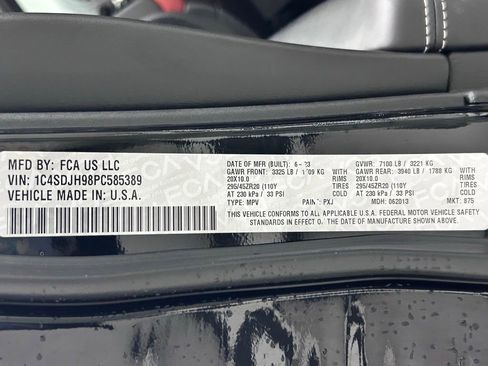 MFD BY: FCA US LLC
VIN: 1C4SDJH98PC585389
VEHICLE MADE IN: U.S.A.
DATE OF MFR (BUILT): GVWR: 7100 LB / 3221 KG
GAWR FRONT: 3325 LB / WITH GAWR REAR: 3940 LB / 1788 KG WITH
20X10.0 RIMS 20X10.0 RIMS
295/45ZR20 (110Y TIRES 295/45ZR20 (110Y TIRES
AT 230 kPa / 33 PSI COLD AT 230 kPa / 33 PSI COLD
TYPE: MPV PAINT: PXJ MDH: 062013 MKT: 875
THIS VEHICLE CONFORMS TO ALL APPLICABLE U.S.A. FEDERAL MOTOR VEHICLE SAFETY
STANDARDS IN EFFECT ON THE DATE OF MANUFACTURE SHOWN ABOVE.